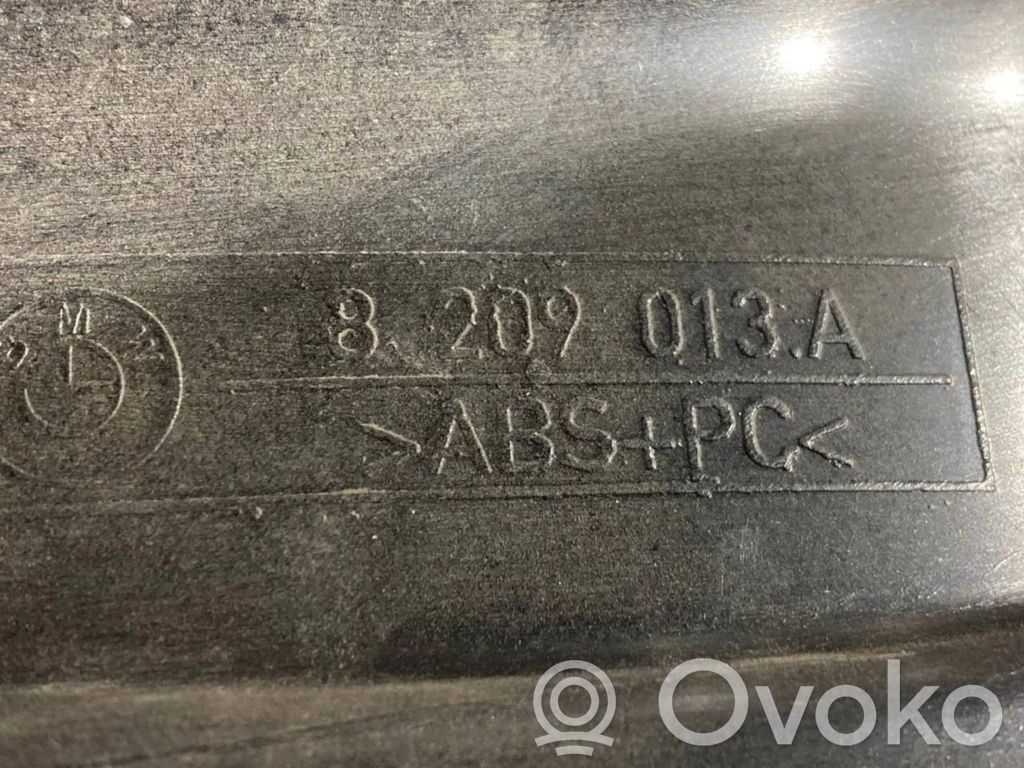 8.209 013.A
>ABS+PC<
M
Ovoko